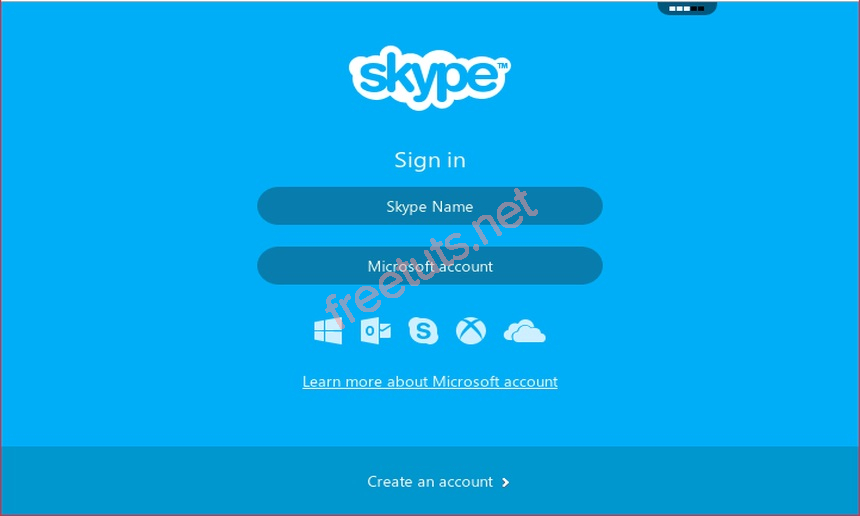 skype™
Sign in
Skype Name
Microsoft account
freetuts.net
Learn more about Microsoft account
Create an account